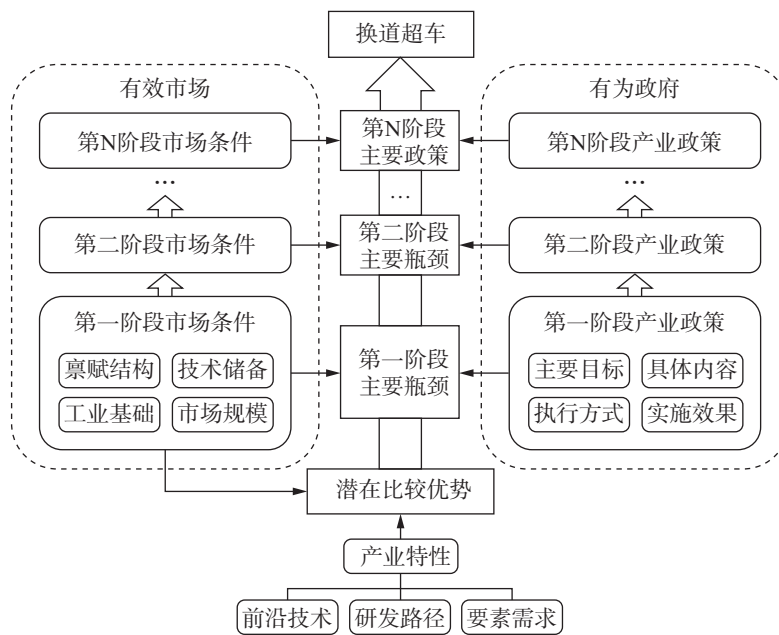 换道超车
有效市场
有为政府
第N阶段市场条件
第N阶段
主要政策
第N阶段产业政策
…
…
…
第二阶段市场条件
第二阶段
主要瓶颈
第二阶段产业政策
第一阶段市场条件
禀赋结构
技术储备
工业基础
市场规模
第一阶段
主要瓶颈
第一阶段产业政策
主要目标
具体内容
执行方式
实施效果
潜在比较优势
产业特性
前沿技术
研发路径
要素需求